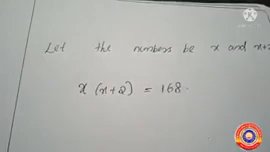 Let the numbers be x and x+2
x (x+2) = 168.